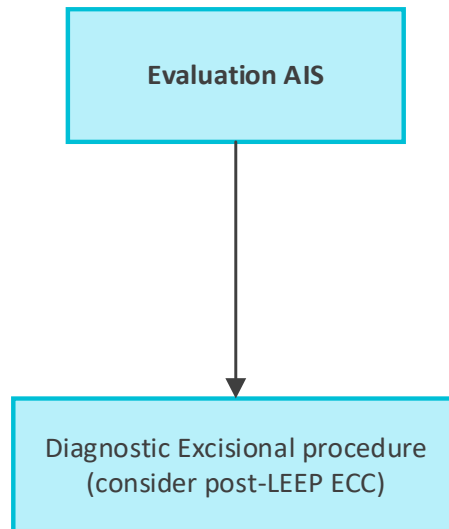 Evaluation AIS
Diagnostic Excisional procedure
(consider post-LEEP ECC)